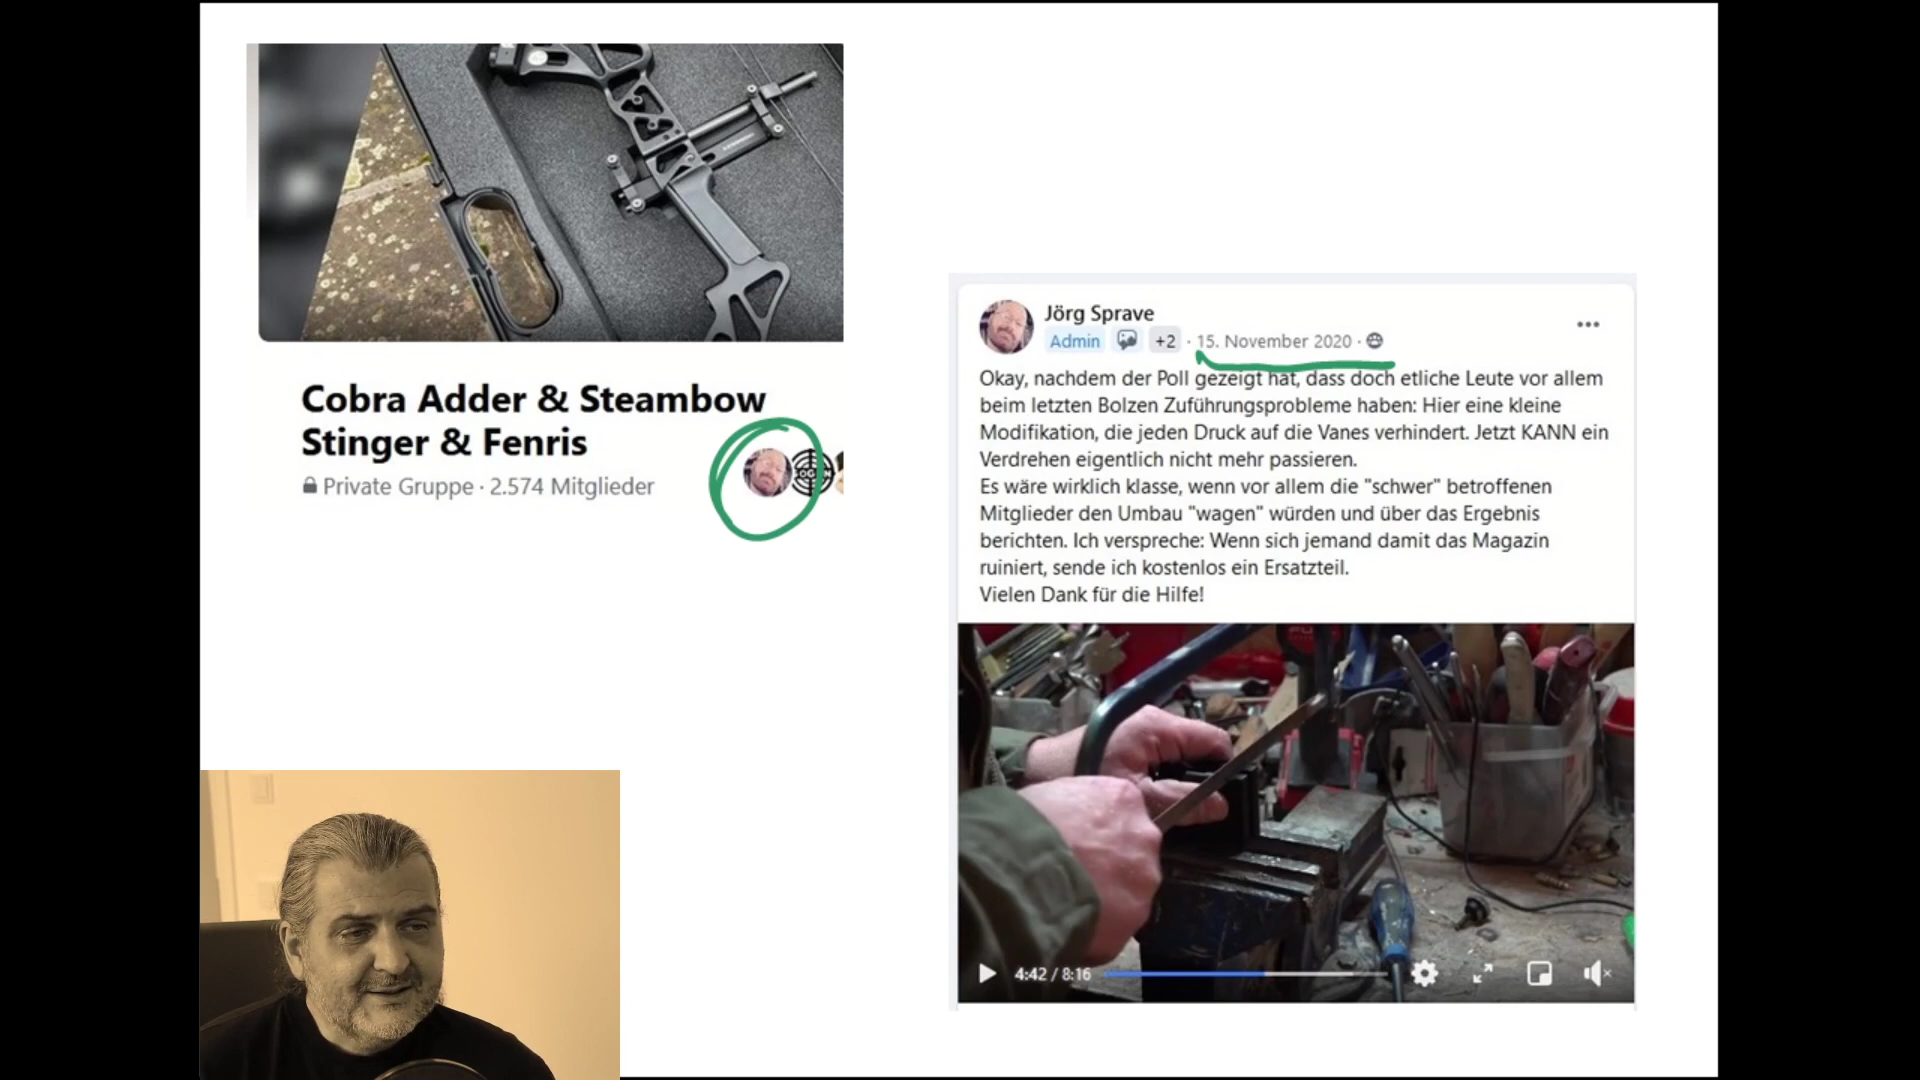 Cobra Adder & Steambow
Stinger & Fenris
Private Gruppe · 2.574 Mitglieder
Jörg Sprave
Admin +2 · 15. November 2020 ·
Okay, nachdem der Poll gezeigt hat, dass doch etliche Leute vor allem
beim letzten Bolzen Zuführungsprobleme haben: Hier eine kleine
Modifikation, die jeden Druck auf die Vanes verhindert. Jetzt KANN ein
Verdrehen eigentlich nicht mehr passieren.
Es wäre wirklich klasse, wenn vor allem die "schwer" betroffenen
Mitglieder den Umbau "wagen" würden und über das Ergebnis
berichten. Ich verspreche: Wenn sich jemand damit das Magazin
ruiniert, sende ich kostenlos ein Ersatzteil.
Vielen Dank für die Hilfe!
4:42 / 8:16